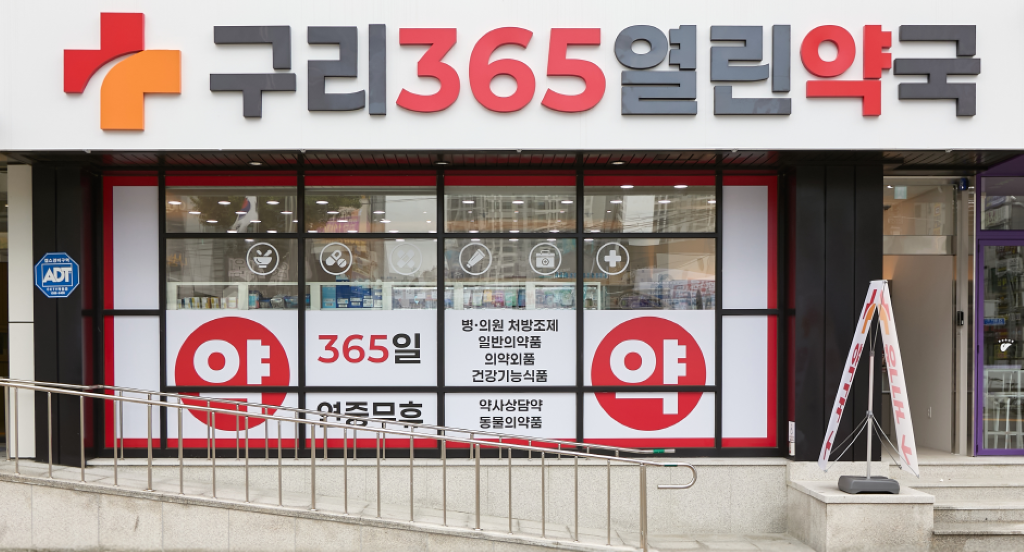 구리365열린약국
ADT
약
365일
연중무휴
병·의원 처방조제
일반의약품
의약외품
건강기능식품
약사상담약
동물의약품
약